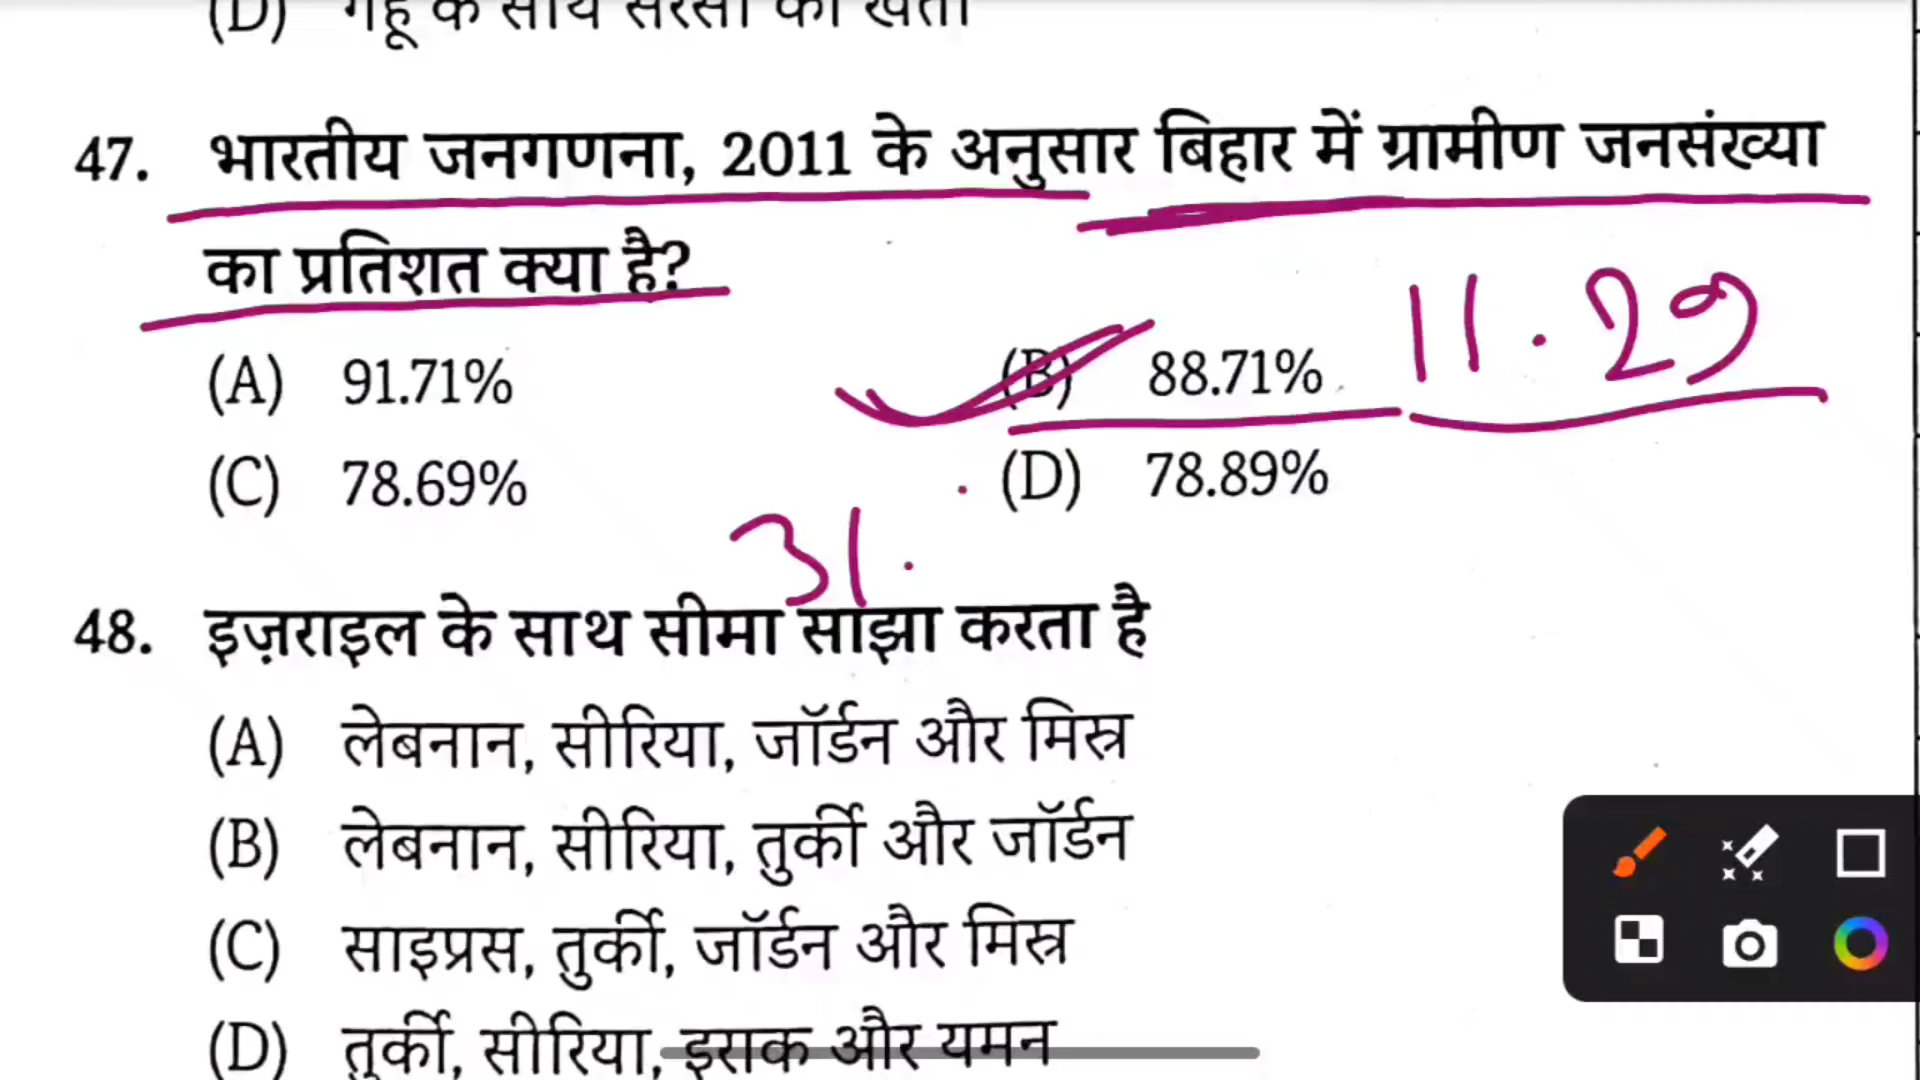 (D) गेहूँ के साथ सरसों की खेती
47. भारतीय जनगणना, 2011 के अनुसार बिहार में ग्रामीण जनसंख्या
का प्रतिशत क्या है?
(A) 91.71% (B) 88.71% 11.29
(C) 78.69% (D) 78.89%
31.
48. इज़राइल के साथ सीमा साझा करता है
(A) लेबनान, सीरिया, जॉर्डन और मिस्र
(B) लेबनान, सीरिया, तुर्की और जॉर्डन
(C) साइप्रस, तुर्की, जॉर्डन और मिस्र
(D) तुर्की, सीरिया, इराक और यमन